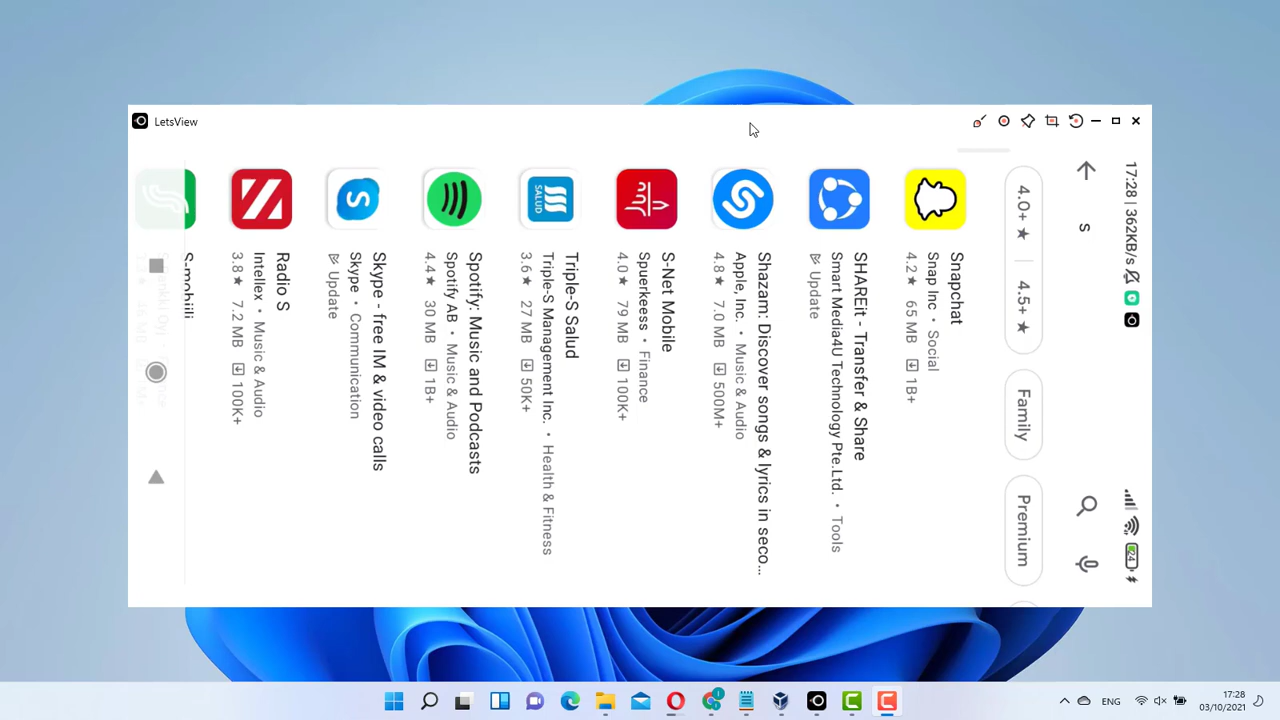 LetsView
17:28 | 362KB/s
24
s
4.0+ ★
4.5+ ★
Family
Premium
Snapchat
Snap Inc • Social
4.2★ 65 MB 1B+
SHAREit - Transfer & Share
Smart Media4U Technology Pte.Ltd. • Tools
Update
Shazam: Discover songs & lyrics in seco...
Apple, Inc. • Music & Audio
4.8★ 7.0 MB 500M+
S-Net Mobile
Spuerkeess • Finance
4.0★ 79 MB 100K+
SALUD
Triple-S Salud
Triple-S Management Inc. • Health & Fitness
3.6★ 27 MB 50K+
Spotify: Music and Podcasts
Spotify AB • Music & Audio
4.4★ 30 MB 1B+
Skype - free IM & video calls
Skype • Communication
Update
Radio S
Intellex • Music & Audio
3.8★ 7.2 MB 100K+
S-mobiili
ENG
17:28
03/10/2021